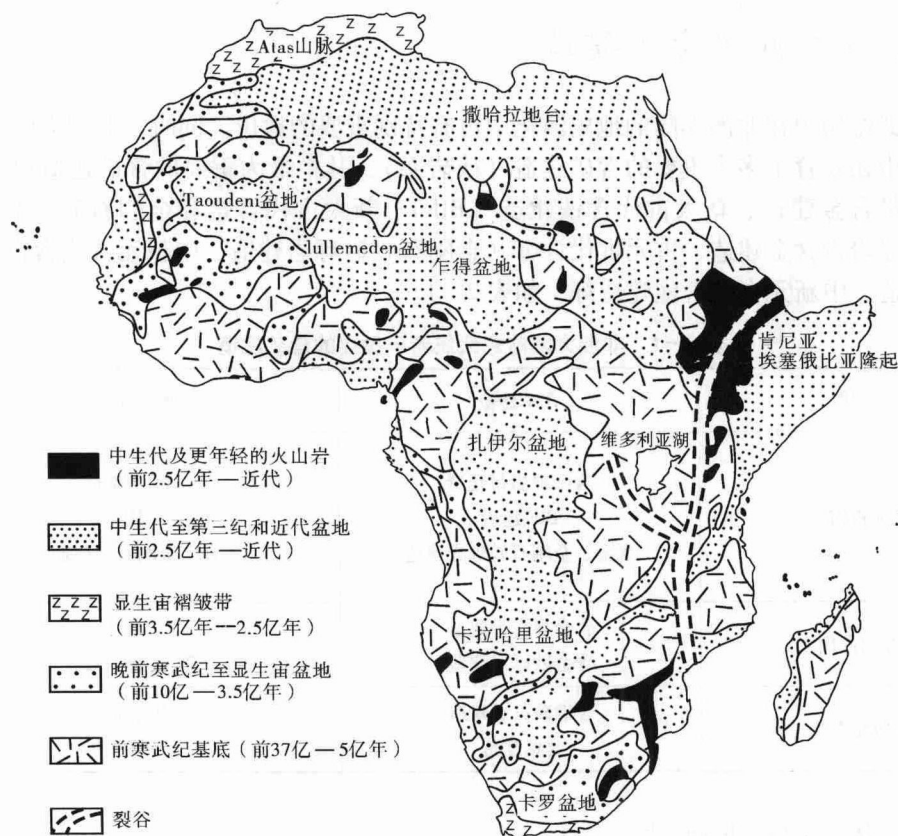 Atas山脉
撒哈拉地台
Taoudeni盆地
Jullemeden盆地
乍得盆地
肯尼亚
埃塞俄比亚隆起
扎伊尔盆地
维多利亚湖
中生代及更年轻的火山岩
（前2.5亿年—近代）
中生代至第三纪和近代盆地
（前2.5亿年—近代）
显生宙褶皱带
（前3.5亿年--2.5亿年）
卡拉哈里盆地
晚前寒武纪至显生宙盆地
（前10亿—3.5亿年）
前寒武纪基底（前37亿—5亿年）
卡罗盆地
裂谷